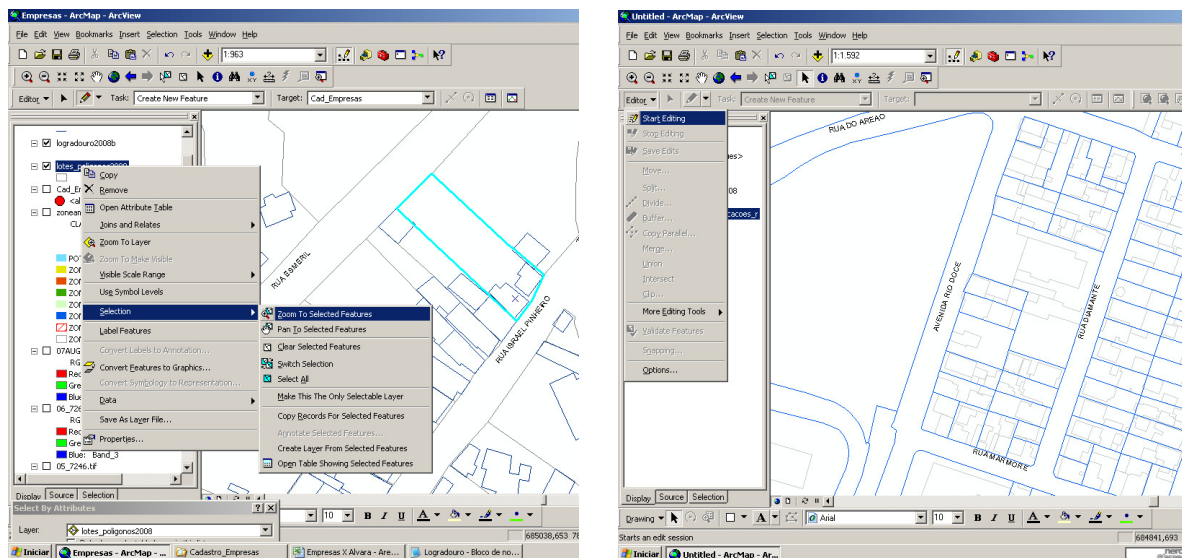 Empresas - ArcMap - ArcView
File Edit View Bookmarks Insert Selection Tools Window Help
1:963
Editor Task: Create New Feature Target: Cad_Empresas
logradouro2008b
lotes_poligonos2008
Copy
Remove
Open Attribute Table
Joins and Relates
Zoom To Layer
Zoom To Make Visible
Visible Scale Range
Use Symbol Levels
Selection
Label Features
Convert Labels to Annotation...
Convert Features to Graphics...
Convert Symbology to Representation...
Data
Save As Layer File...
Properties...
Zoom To Selected Features
Pan To Selected Features
Clear Selected Features
Switch Selection
Select All
Make This The Only Selectable Layer
Copy Records For Selected Features
Annotate Selected Features...
Create Layer From Selected Features
Open Table Showing Selected Features
Blue: Band_3
05_7246.tif
RUA ESMERIL
RUA ISRAEL PINHEIRO
Display Source Selection
Select By Attributes
Layer: lotes_poligonos2008
10 B I U A
685038,653 78
Iniciar Empresas - ArcMap - ... Cadastro_Empresas Empresas X Alvara - Are... Logradouro - Bloco de no...
Untitled - ArcMap - ArcView
File Edit View Bookmarks Insert Selection Tools Window Help
1:1.592
Editor Task: Create New Feature Target:
Start Editing
Stop Editing
Save Edits
Move...
Split...
Divide...
Buffer...
Copy Parallel...
Merge...
Union
Intersect
Clip...
More Editing Tools
Validate Features
Snapping...
Options...
RUA DO AREAO
AVENIDA RIO DOCE
RUA DIAMANTE
RUA MARMORE
Display Source Selection
Drawing A Arial 10 B I U A
Starts an edit session
684841,693
Iniciar Untitled - ArcMap - Ar...